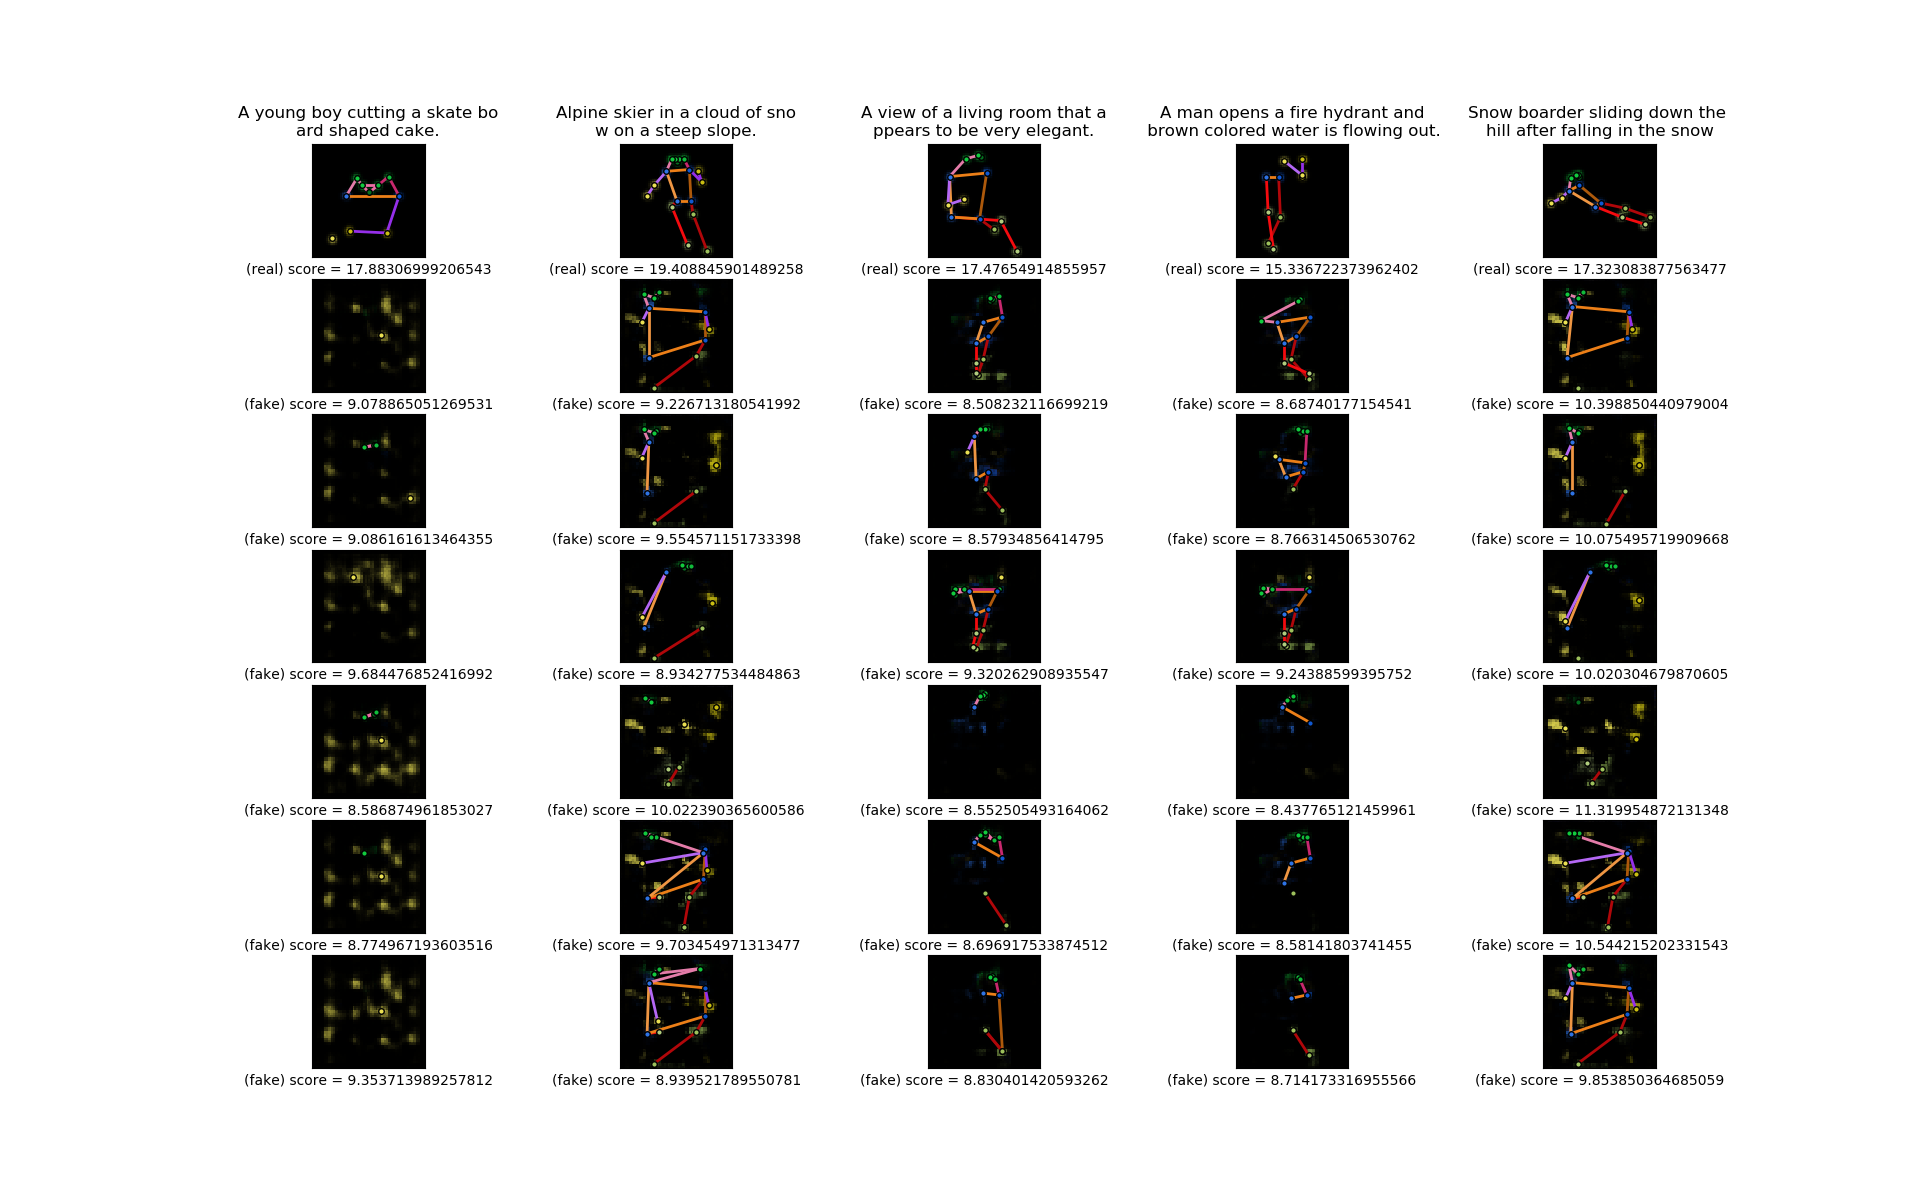 A young boy cutting a skate bo
ard shaped cake.
Alpine skier in a cloud of sno
w on a steep slope.
A view of a living room that a
ppears to be very elegant.
A man opens a fire hydrant and
brown colored water is flowing out.
Snow boarder sliding down the
hill after falling in the snow
(real) score = 17.88306999206543
(real) score = 19.408845901489258
(real) score = 17.47654914855957
(real) score = 15.336722373962402
(real) score = 17.323083877563477
(fake) score = 9.078865051269531
(fake) score = 9.226713180541992
(fake) score = 8.508232116699219
(fake) score = 8.68740177154541
(fake) score = 10.398850440979004
(fake) score = 9.086161613464355
(fake) score = 9.554571151733398
(fake) score = 8.57934856414795
(fake) score = 8.766314506530762
(fake) score = 10.075495719909668
(fake) score = 9.684476852416992
(fake) score = 8.934277534484863
(fake) score = 9.320262908935547
(fake) score = 9.24388599395752
(fake) score = 10.020304679870605
(fake) score = 8.586874961853027
(fake) score = 10.022390365600586
(fake) score = 8.552505493164062
(fake) score = 8.437765121459961
(fake) score = 11.319954872131348
(fake) score = 8.774967193603516
(fake) score = 9.703454971313477
(fake) score = 8.696917533874512
(fake) score = 8.58141803741455
(fake) score = 10.544215202331543
(fake) score = 9.353713989257812
(fake) score = 8.939521789550781
(fake) score = 8.830401420593262
(fake) score = 8.714173316955566
(fake) score = 9.853850364685059